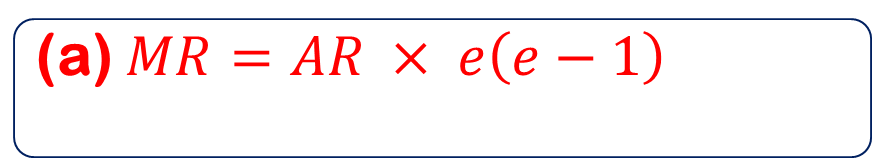 (a) MR = AR × e(e − 1)